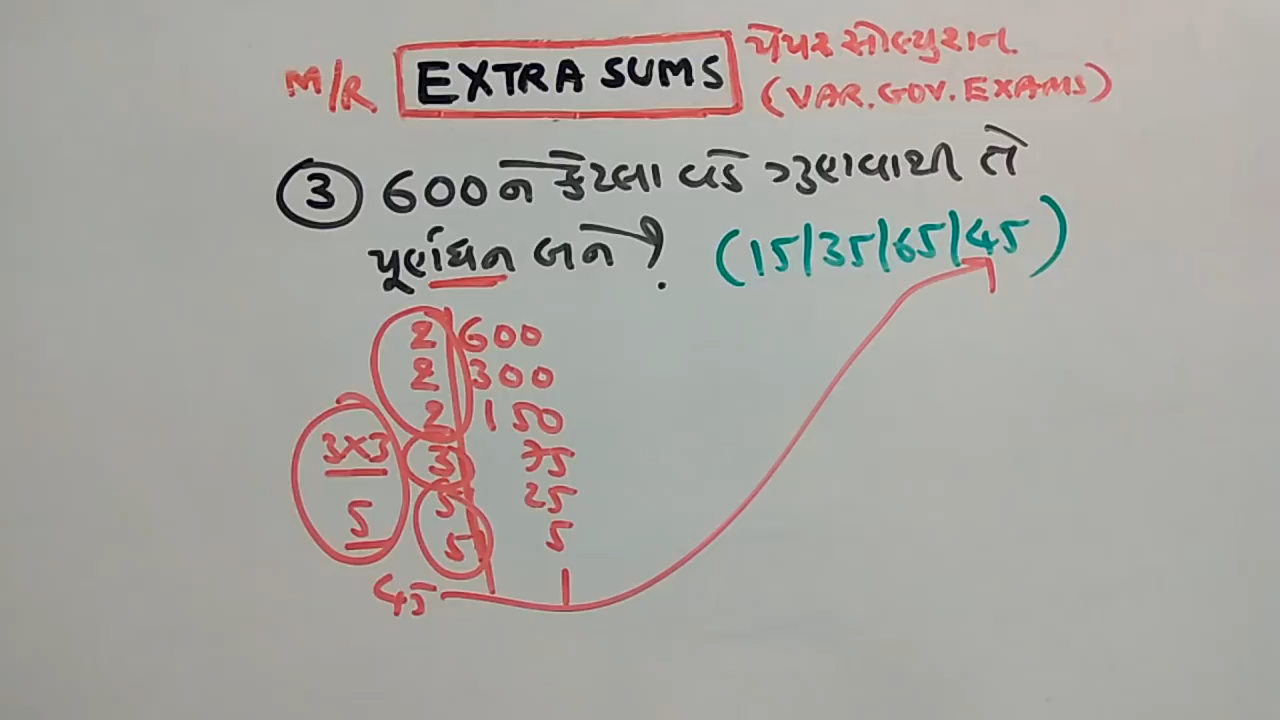 M/R EXTRA SUMS પેપર સોલ્યુશન
(VAR. GOV. EXAMS)
3 600 ને કેટલા વડે ગુણવાથી તે
પૂર્ણઘન બને ? (15/35/65/45)
2 600
2 300
2 150
3×3 3 75
5 25
5 5 5
45 1